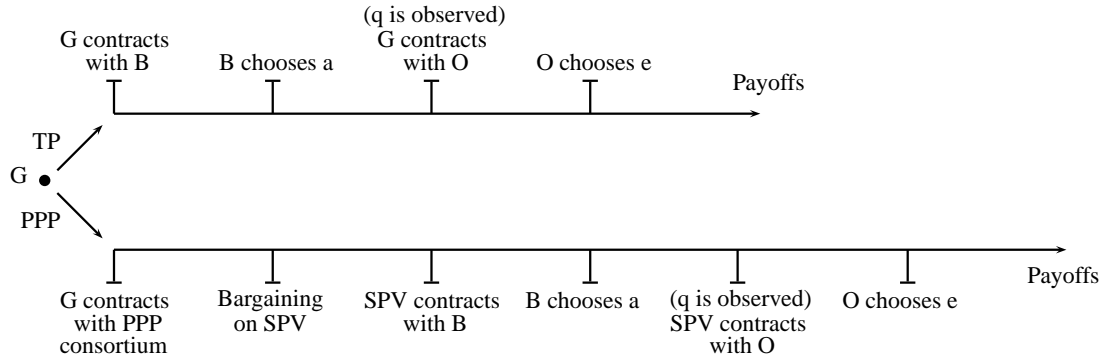 (q is observed)
G contracts
with B
B chooses a
G contracts
with O
O chooses e
Payoffs
TP
G
PPP
Payoffs
G contracts
with PPP
consortium
Bargaining
on SPV
SPV contracts
with B
B chooses a
(q is observed)
SPV contracts
with O
O chooses e